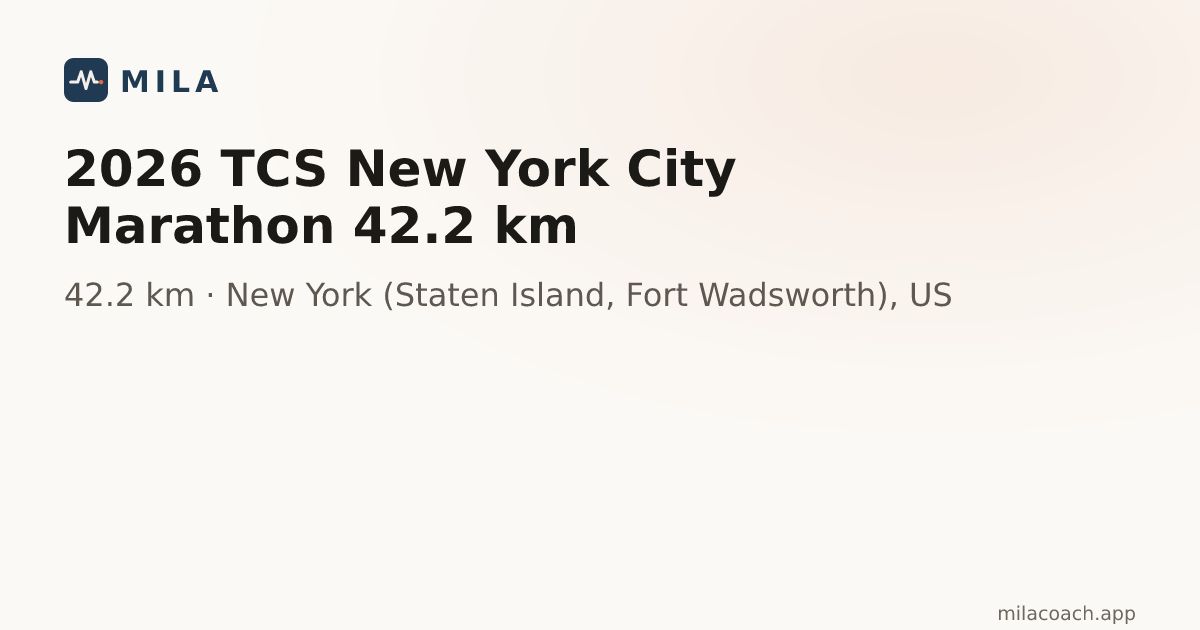 MILA
2026 TCS New York City
Marathon 42.2 km
42.2 km · New York (Staten Island, Fort Wadsworth), US
milacoach.app